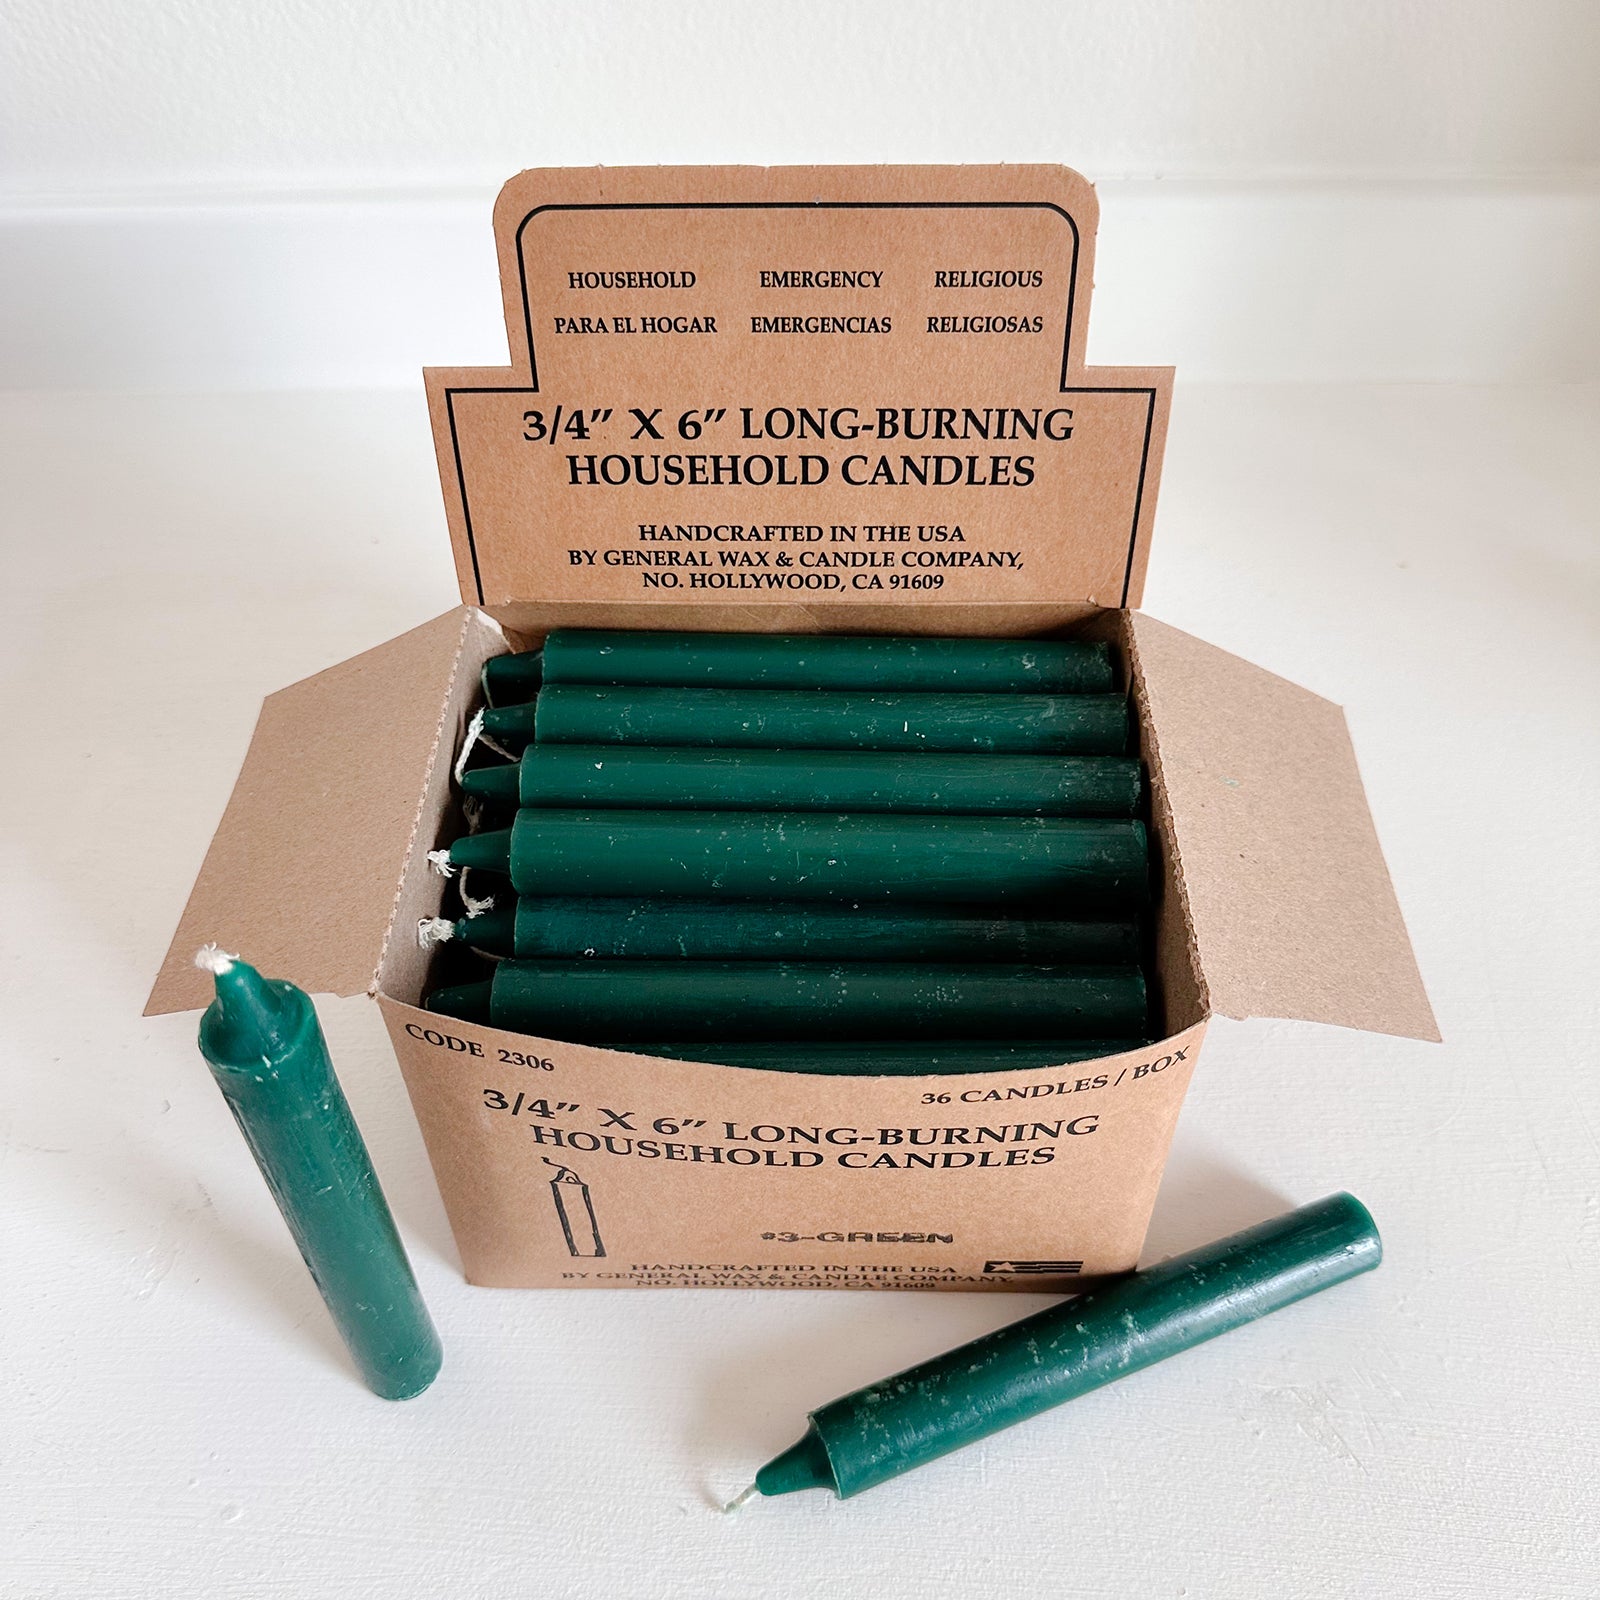 HOUSEHOLD EMERGENCY RELIGIOUS
PARA EL HOGAR EMERGENCIAS RELIGIOSAS
3/4” X 6” LONG-BURNING
HOUSEHOLD CANDLES
HANDCRAFTED IN THE USA
BY GENERAL WAX & CANDLE COMPANY,
NO. HOLLYWOOD, CA 91609
CODE 2306
36 CANDLES / BOX
3/4” X 6” LONG-BURNING
HOUSEHOLD CANDLES
#3-GREEN
HANDCRAFTED IN THE USA
BY GENERAL WAX & CANDLE COMPANY,
NO. HOLLYWOOD, CA 91609